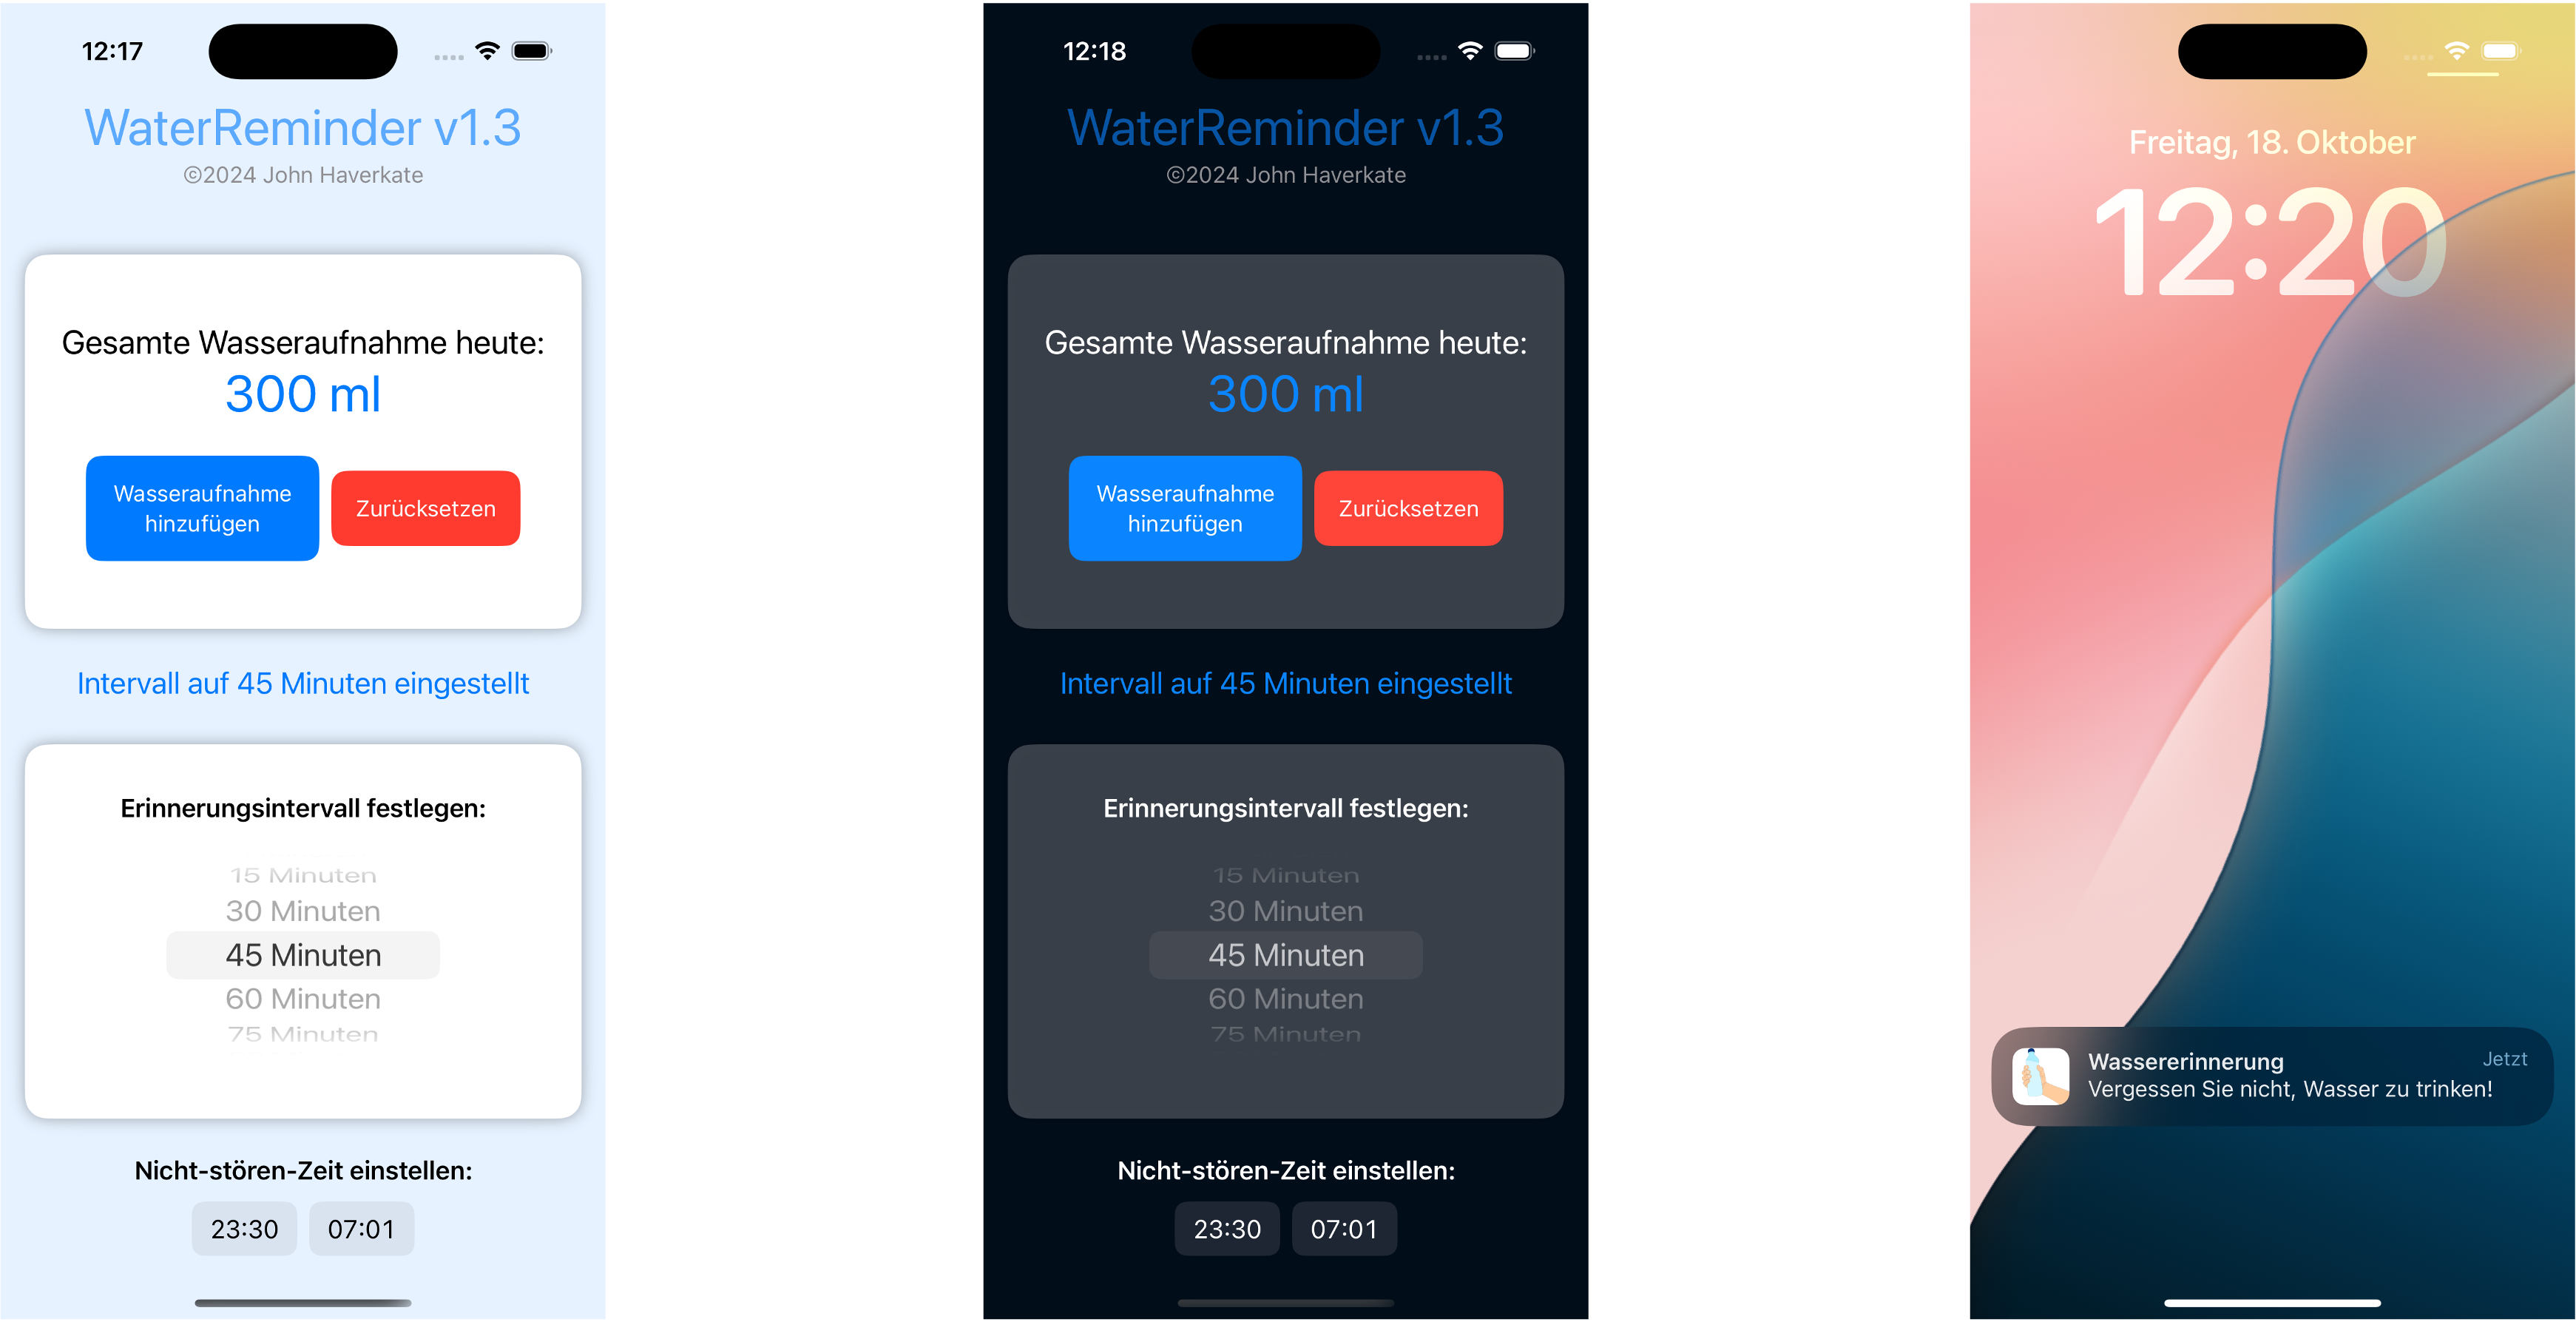 12:17
WaterReminder v1.3
©2024 John Haverkate
Gesamte Wasseraufnahme heute:
300 ml
Wasseraufnahme
hinzufügen
Zurücksetzen
Intervall auf 45 Minuten eingestellt
Erinnerungsintervall festlegen:
15 Minuten
30 Minuten
45 Minuten
60 Minuten
75 Minuten
Nicht-stören-Zeit einstellen:
23:30 07:01
12:18
WaterReminder v1.3
©2024 John Haverkate
Gesamte Wasseraufnahme heute:
300 ml
Wasseraufnahme
hinzufügen
Zurücksetzen
Intervall auf 45 Minuten eingestellt
Erinnerungsintervall festlegen:
15 Minuten
30 Minuten
45 Minuten
60 Minuten
75 Minuten
Nicht-stören-Zeit einstellen:
23:30 07:01
Freitag, 18. Oktober
12:20
Wassererinnerung Jetzt
Vergessen Sie nicht, Wasser zu trinken!